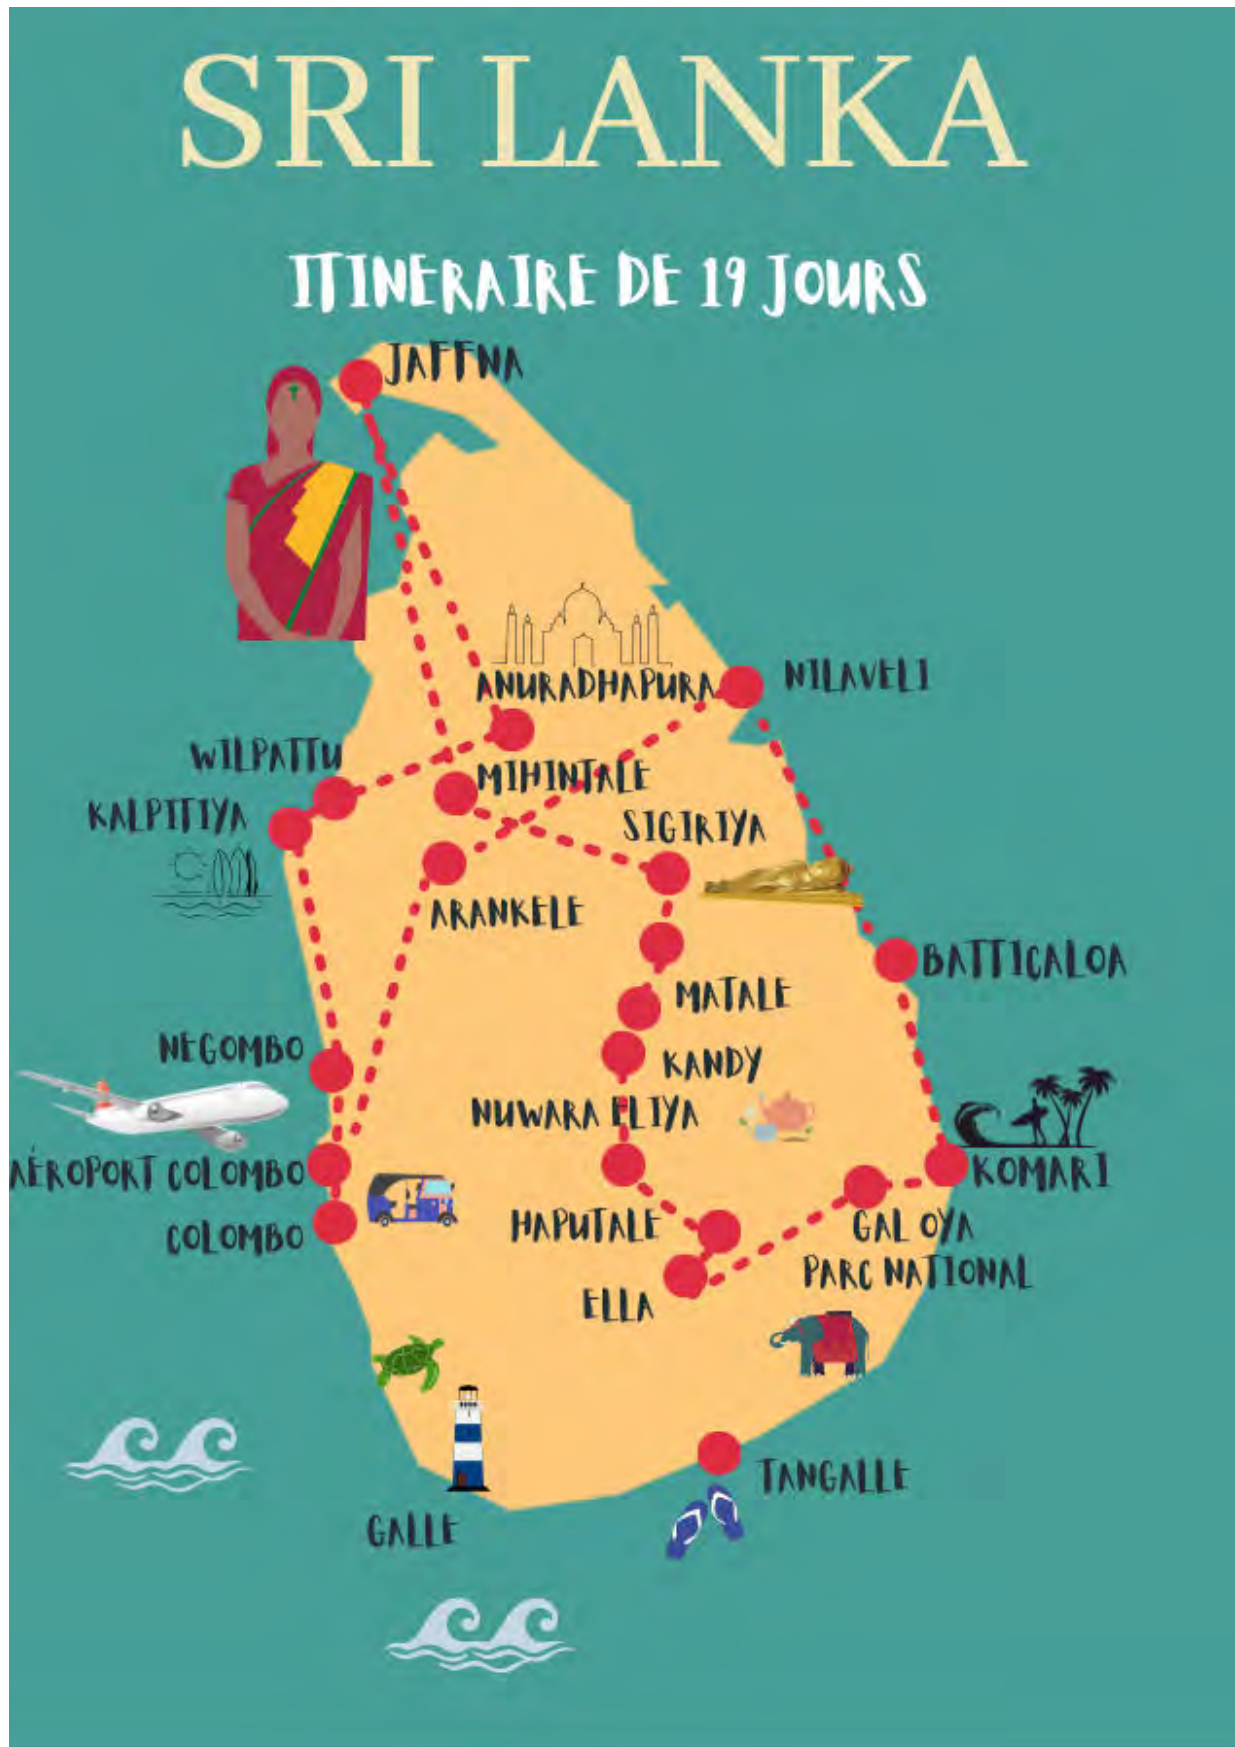 SRI LANKA
ITINERAIRE DE 19 JOURS
JAFFNA
ANURADHAPURA
NILAVELI
WILPATTU
MIHINTALE
KALPITIYA
SIGIRIYA
ARANKELE
BATTICALOA
MATALE
NEGOMBO
KANDY
NUWARA ELIYA
AÉROPORT COLOMBO
KOMARI
COLOMBO
HAPUTALE
GAL OYA
PARC NATIONAL
ELLA
TANGALLE
GALLE